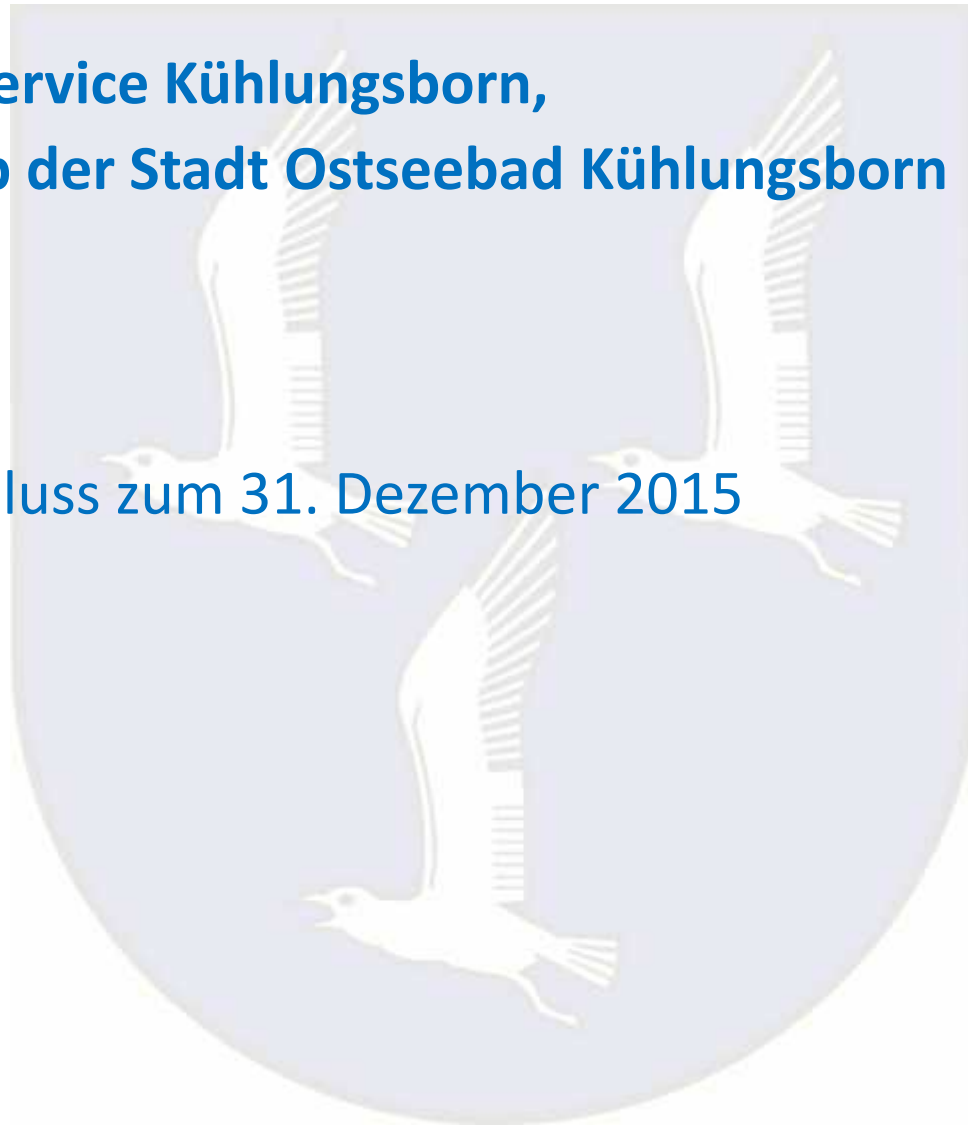 ervice Kühlungsborn,
der Stadt Ostseebad Kühlungsborn
luss zum 31. Dezember 2015